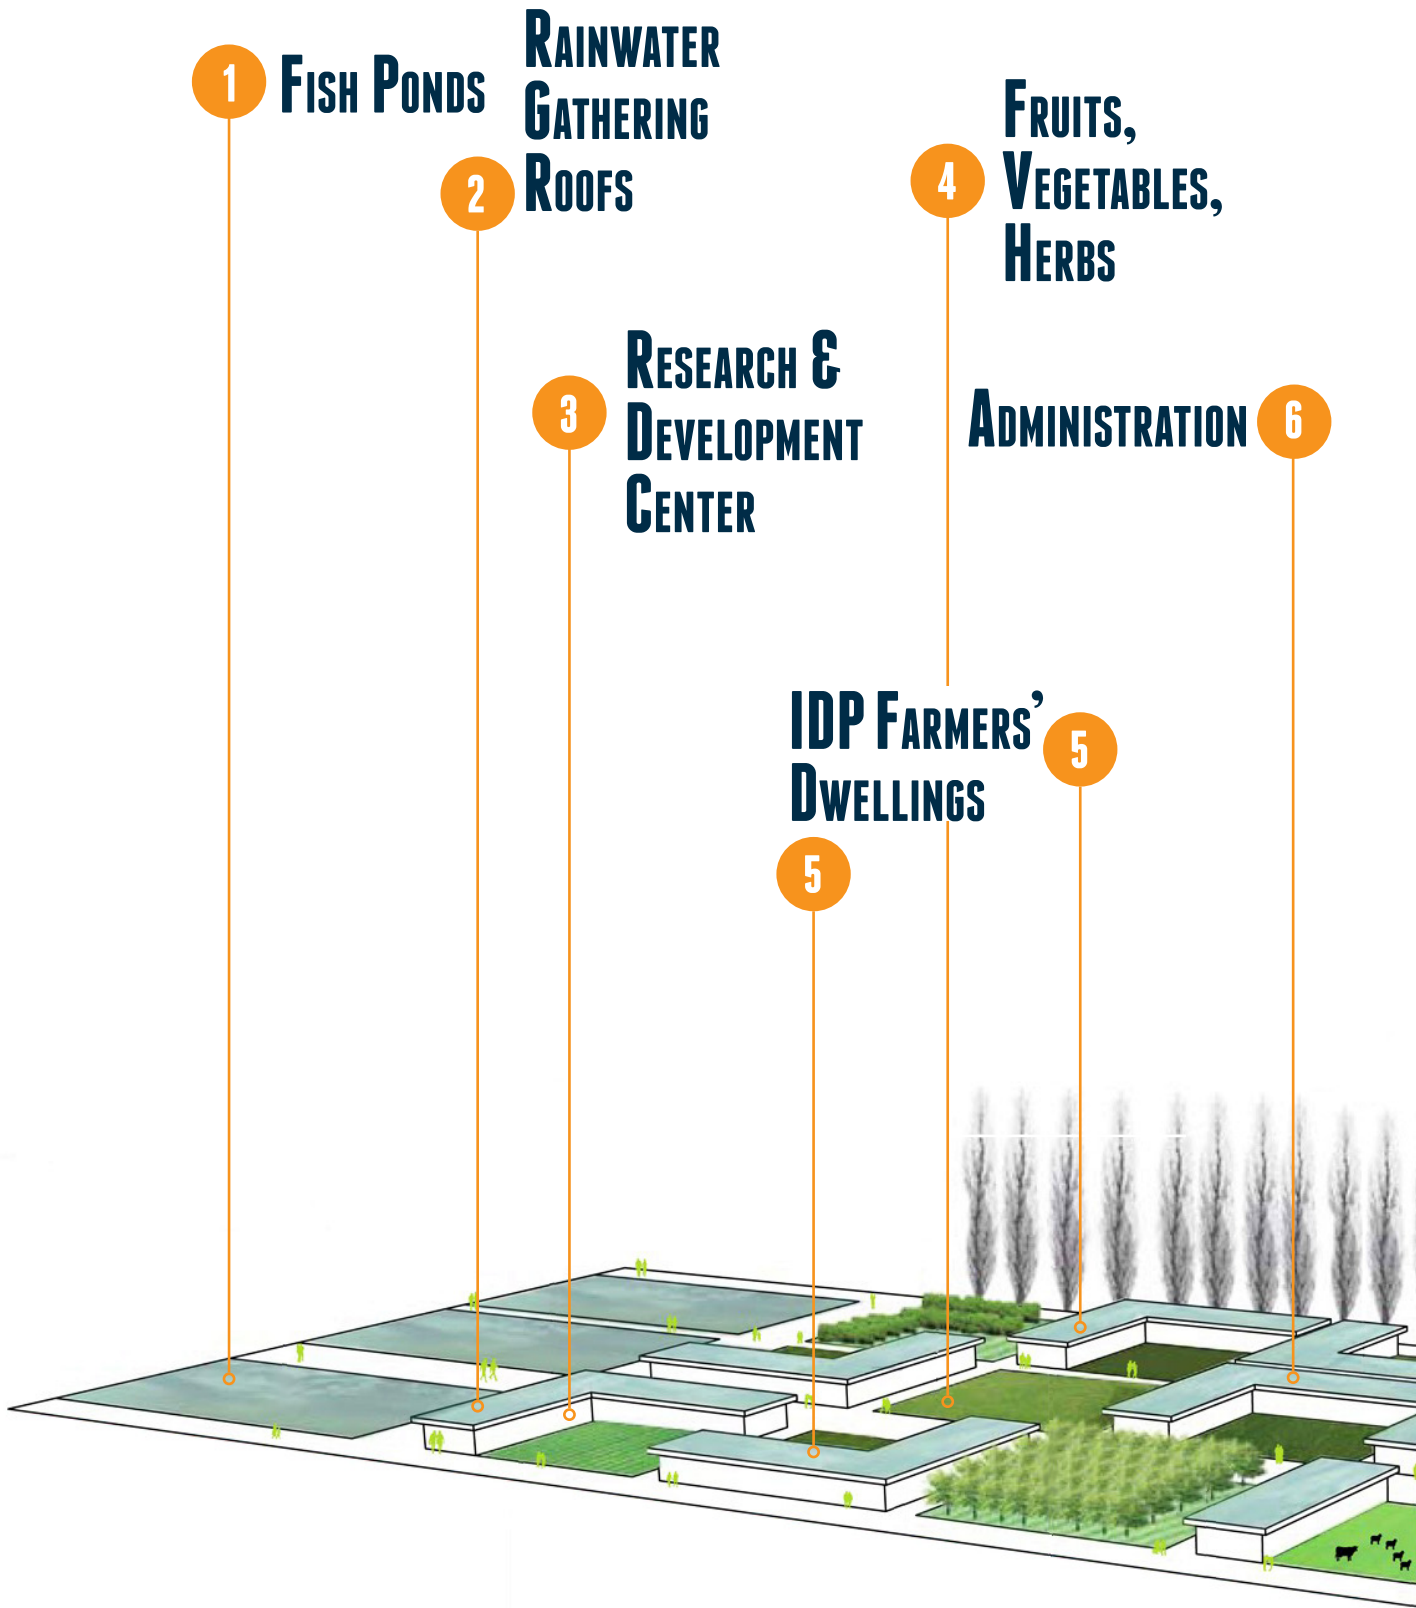 1 Fish Ponds
Rainwater
Gathering
2 Roofs
Fruits,
4 Vegetables,
Herbs
Research &
3 Development
Center
Administration 6
IDP Farmers’
Dwellings
5
5